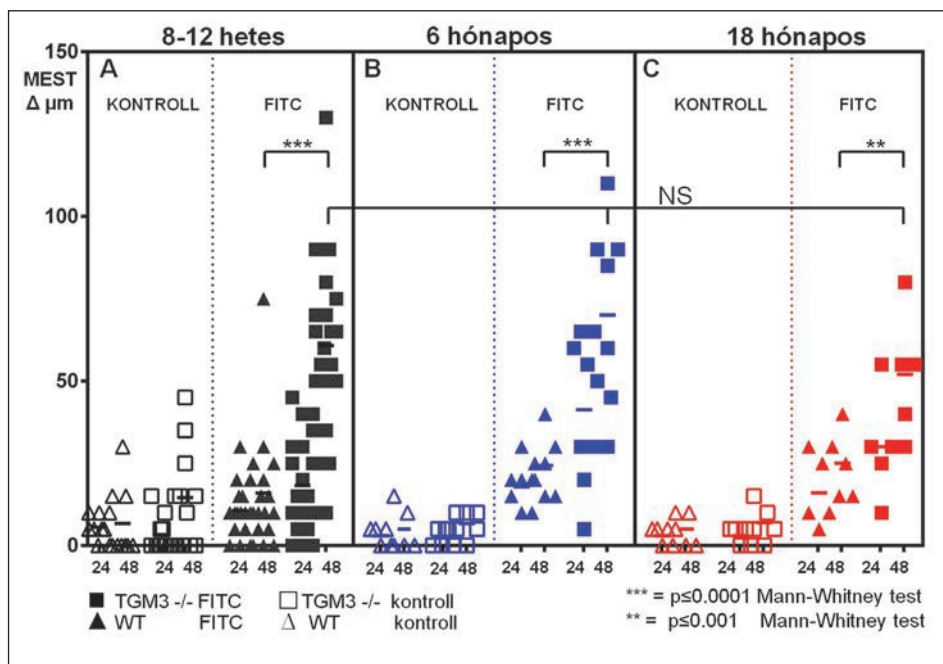 8-12 hetes 6 hónapos 18 hónapos
150 A B C
MEST
Δ µm
KONTROLL FITC KONTROLL FITC KONTROLL FITC
*** *** **
NS
100
50
0
24 48 24 48 24 48 24 48 24 48 24 48 24 48 24 48 24 48 24 48 24 48 24 48
TGM3 -/- FITC TGM3 -/- kontroll
WT FITC WT kontroll
*** = p≤0.0001 Mann-Whitney test
** = p≤0.001 Mann-Whitney test